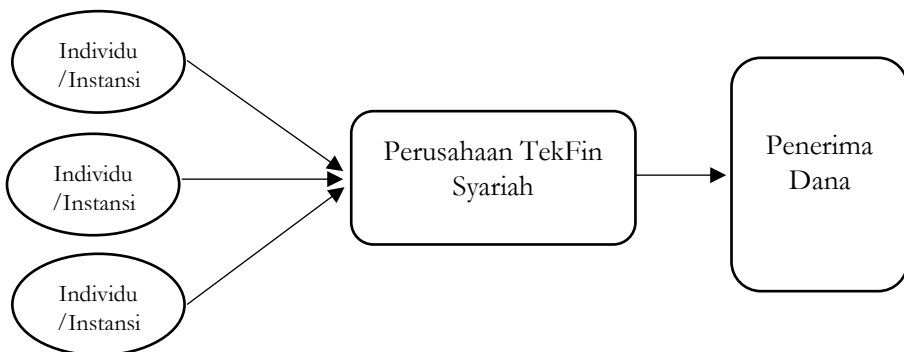 Individu
/Instansi
Individu
/Instansi
Individu
/Instansi
Perusahaan TekFin
Syariah
Penerima
Dana